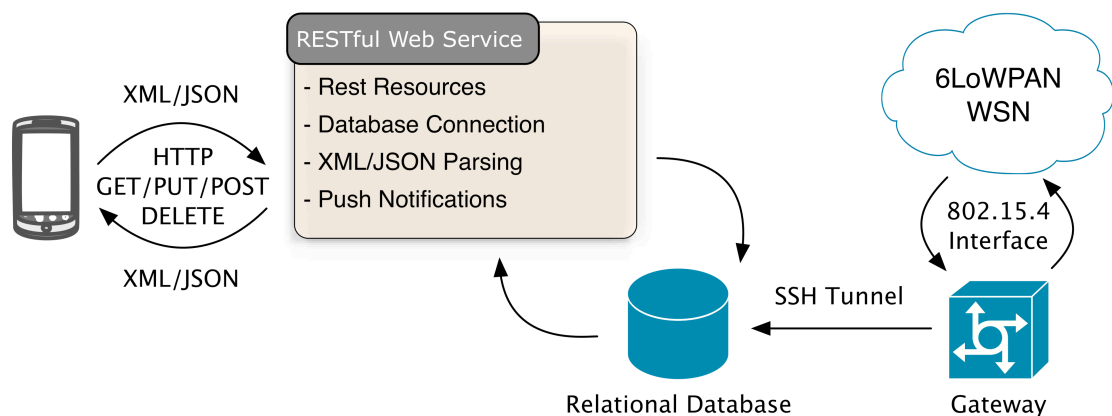 XML/JSON
HTTP
GET/PUT/POST
DELETE
XML/JSON
RESTful Web Service
- Rest Resources
- Database Connection
- XML/JSON Parsing
- Push Notifications
6LoWPAN
WSN
802.15.4
Interface
SSH Tunnel
Relational Database
Gateway